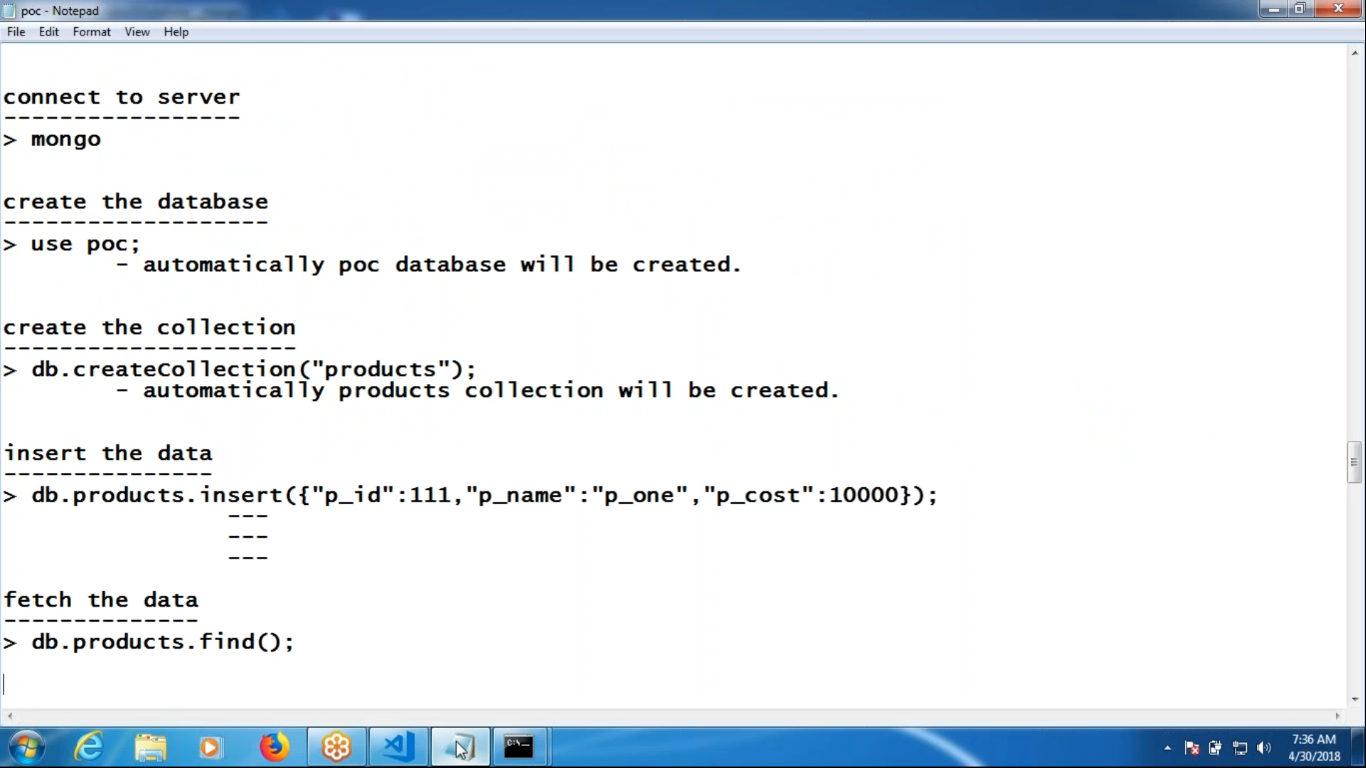 poc - Notepad
File Edit Format View Help
connect to server
-----------------
> mongo
create the database
-------------------
> use poc;
- automatically poc database will be created.
create the collection
---------------------
> db.createCollection("products");
- automatically products collection will be created.
insert the data
---------------
> db.products.insert({"p_id":111,"p_name":"p_one","p_cost":10000});
---
---
---
fetch the data
--------------
> db.products.find();
C:\._
7:36 AM
4/30/2018